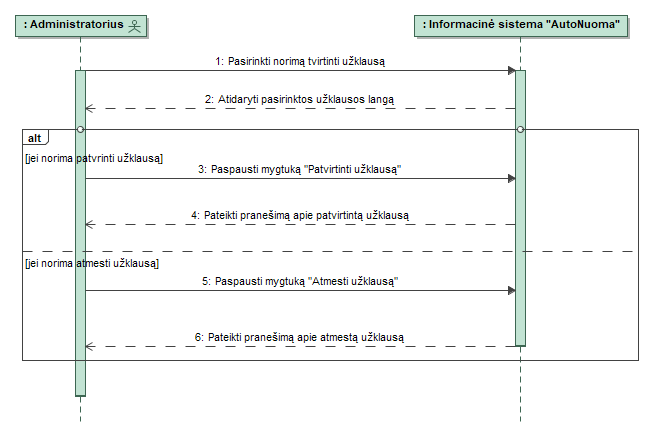 : Administratorius
: Informacinė sistema "AutoNuoma"
1: Pasirinkti norimą tvirtinti užklausą
2: Atidaryti pasirinktos užklausos langą
alt
[jei norima patvrinti užklausą]
3: Paspausti mygtuką "Patvirtinti užklausą"
4: Pateikti pranešimą apie patvirtintą užklausą
[jei norima atmesti užklausą]
5: Paspausti mygtuką "Atmesti užklausą"
6: Pateikti pranešimą apie atmestą užklausą